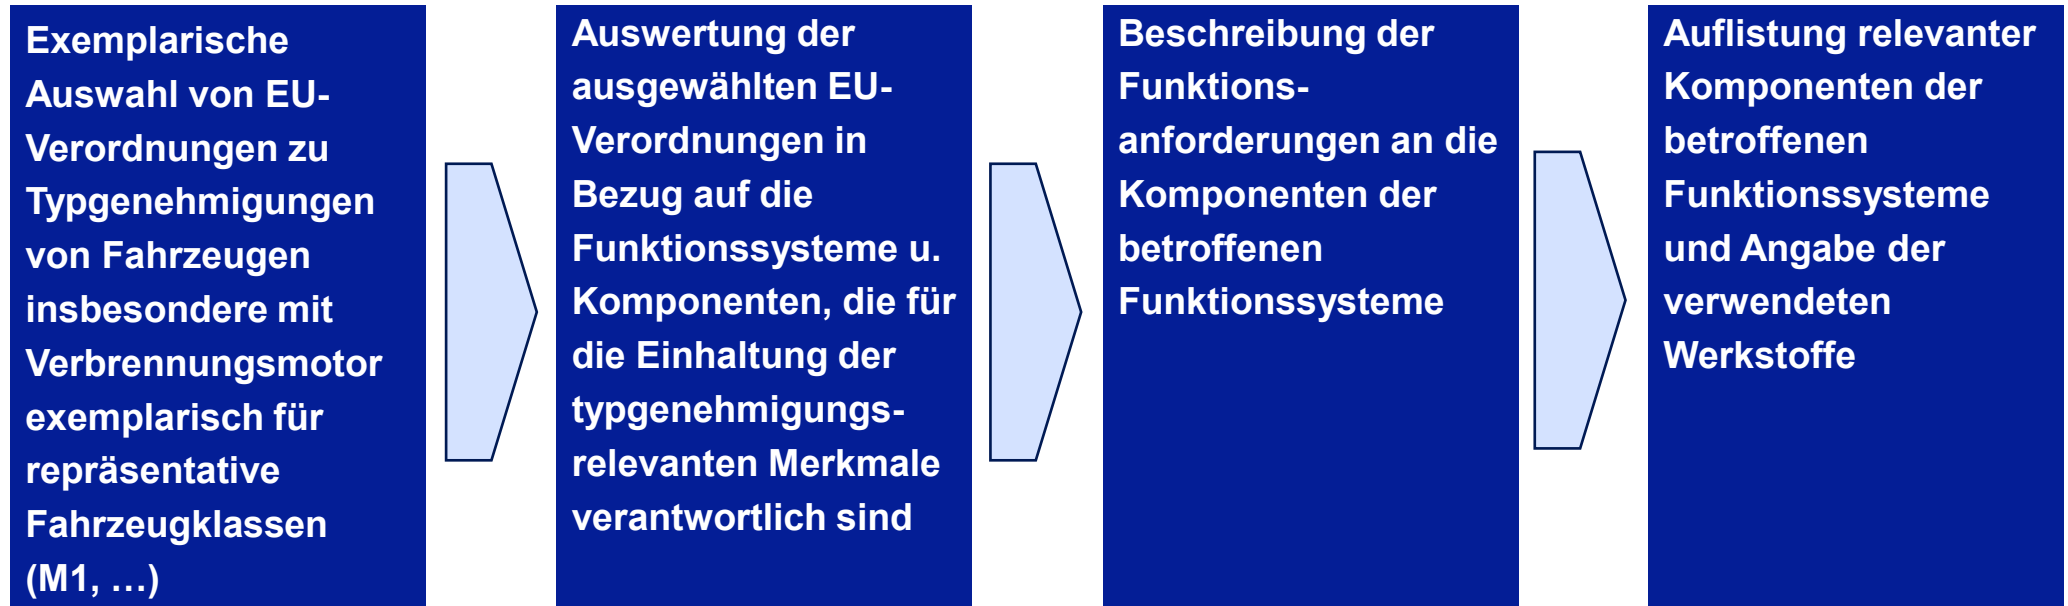 Exemplarische
Auswahl von EU-
Verordnungen zu
Typgenehmigungen
von Fahrzeugen
insbesondere mit
Verbrennungsmotor
exemplarisch für
repräsentative
Fahrzeugklassen
(M1, …)
Auswertung der
ausgewählten EU-
Verordnungen in
Bezug auf die
Funktionssysteme u.
Komponenten, die für
die Einhaltung der
typgenehmigungs-
relevanten Merkmale
verantwortlich sind
Beschreibung der
Funktions-
anforderungen an die
Komponenten der
betroffenen
Funktionssysteme
Auflistung relevanter
Komponenten der
betroffenen
Funktionssysteme
und Angabe der
verwendeten
Werkstoffe